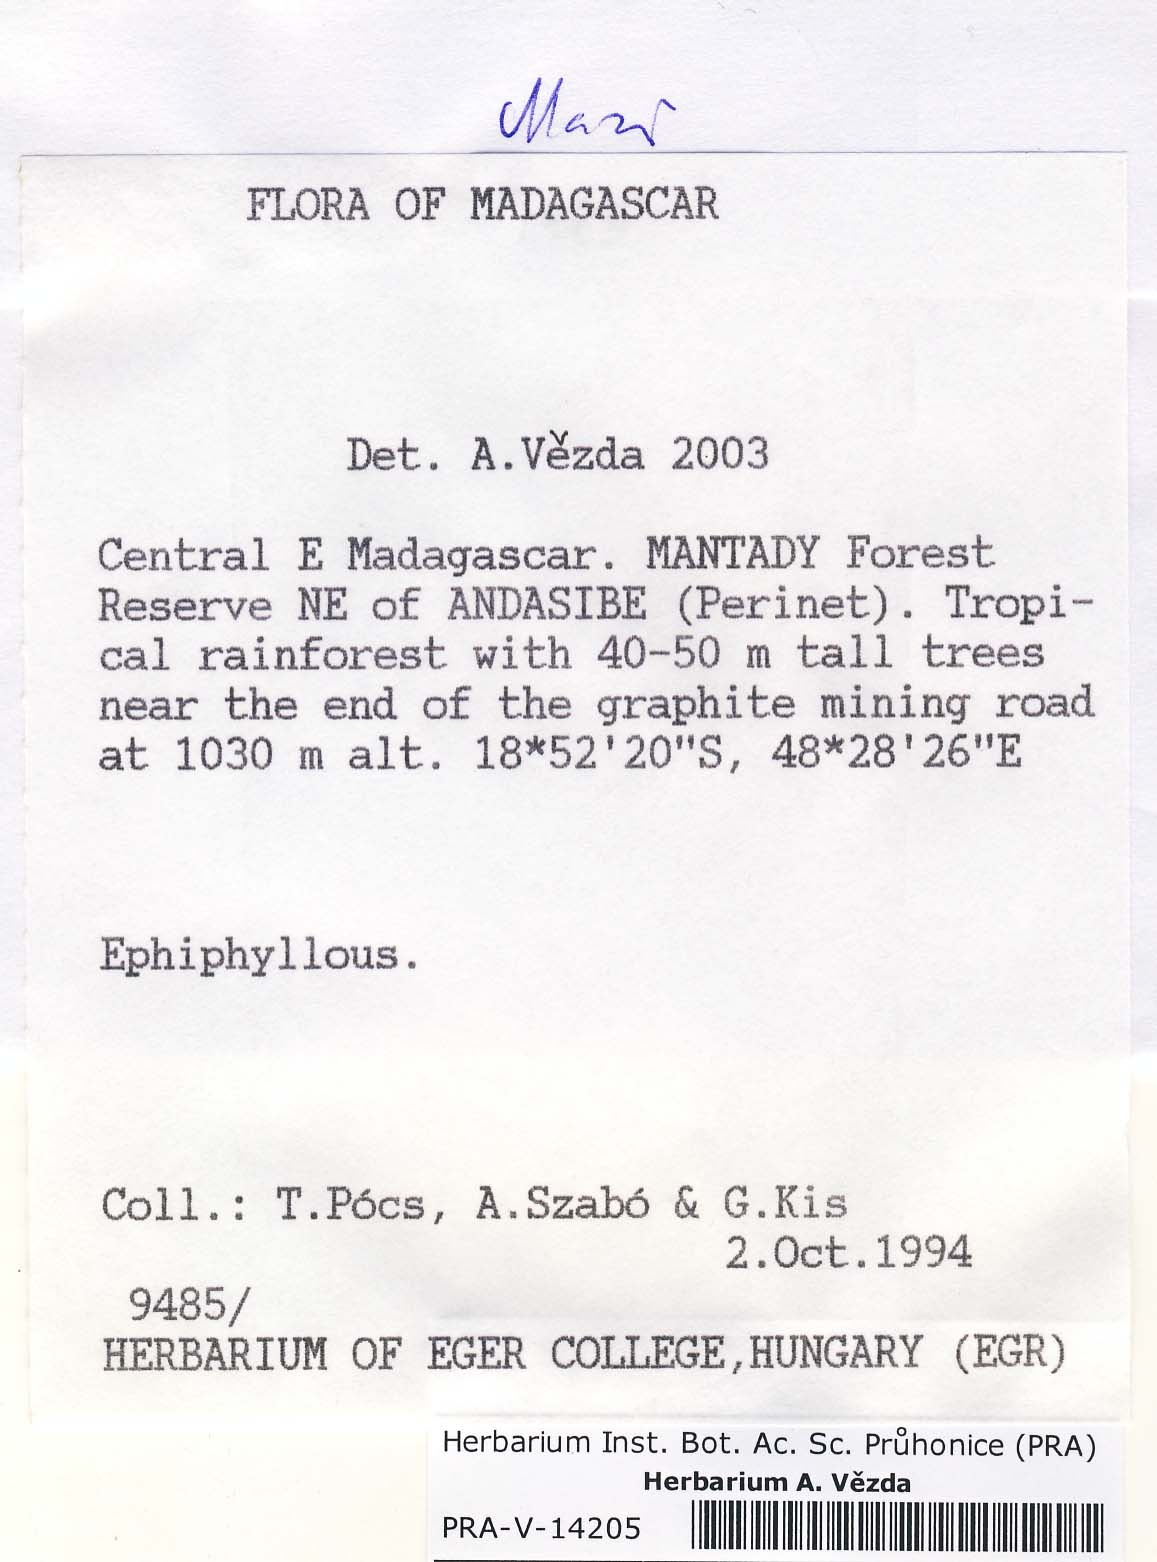 FLORA OF MADAGASCAR
Det. A.Vězda 2003
Central E Madagascar. MANTADY Forest
Reserve NE of ANDASIBE (Perinet). Tropi-
cal rainforest with 40-50 m tall trees
near the end of the graphite mining road
at 1030 m alt. 18*52'20"S, 48*28'26"E
Ephiphyllous.
Coll.: T.Pócs, A.Szabó & G.Kis
2.Oct.1994
9485/
HERBARIUM OF EGER COLLEGE,HUNGARY (EGR)
Herbarium Inst. Bot. Ac. Sc. Průhonice (PRA)
Herbarium A. Vězda
PRA-V-14205